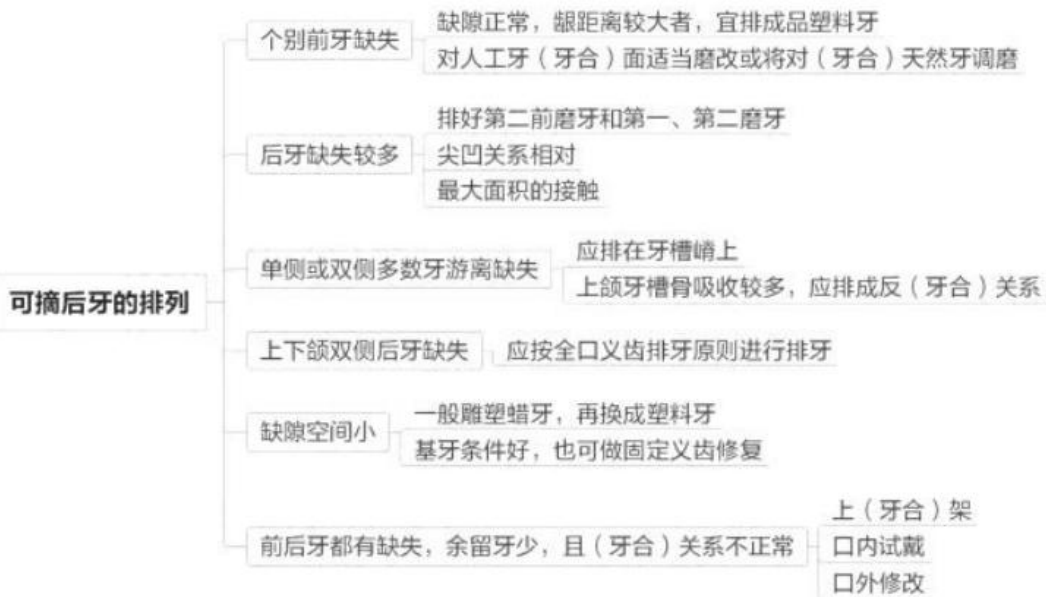 可摘后牙的排列
个别前牙缺失
缺隙正常，龈距离较大者，宜排成品塑料牙
对人工牙（牙合）面适当磨改或将对（牙合）天然牙调磨
后牙缺失较多
排好第二前磨牙和第一、第二磨牙
尖凹关系相对
最大面积的接触
单侧或双侧多数牙游离缺失
应排在牙槽嵴上
上颌牙槽骨吸收较多，应排成反（牙合）关系
上下颌双侧后牙缺失
应按全口义齿排牙原则进行排牙
缺隙空间小
一般雕塑蜡牙，再换成塑料牙
基牙条件好，也可做固定义齿修复
前后牙都有缺失，余留牙少，且（牙合）关系不正常
上（牙合）架
口内试戴
口外修改